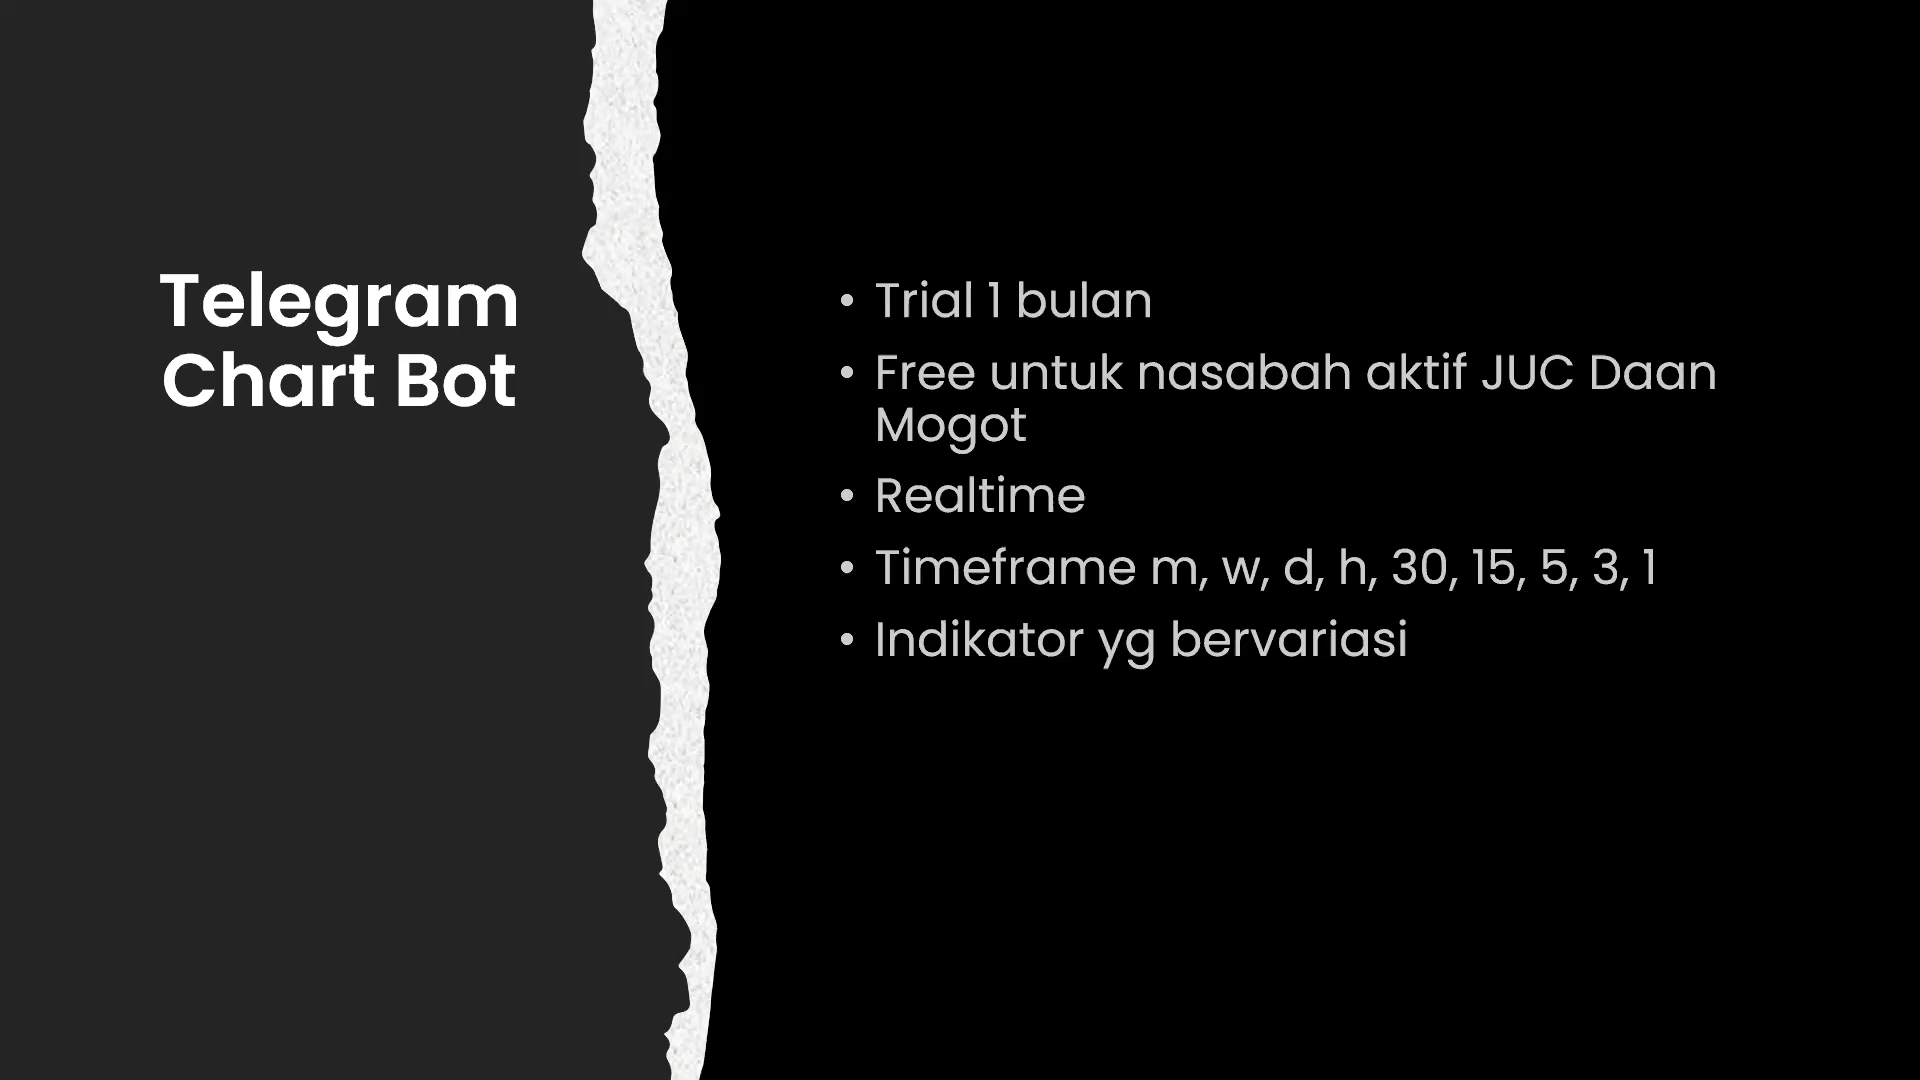 Telegram
Chart Bot
• Trial 1 bulan
• Free untuk nasabah aktif JUC Daan
Mogot
• Realtime
• Timeframe m, w, d, h, 30, 15, 5, 3, 1
• Indikator yg bervariasi